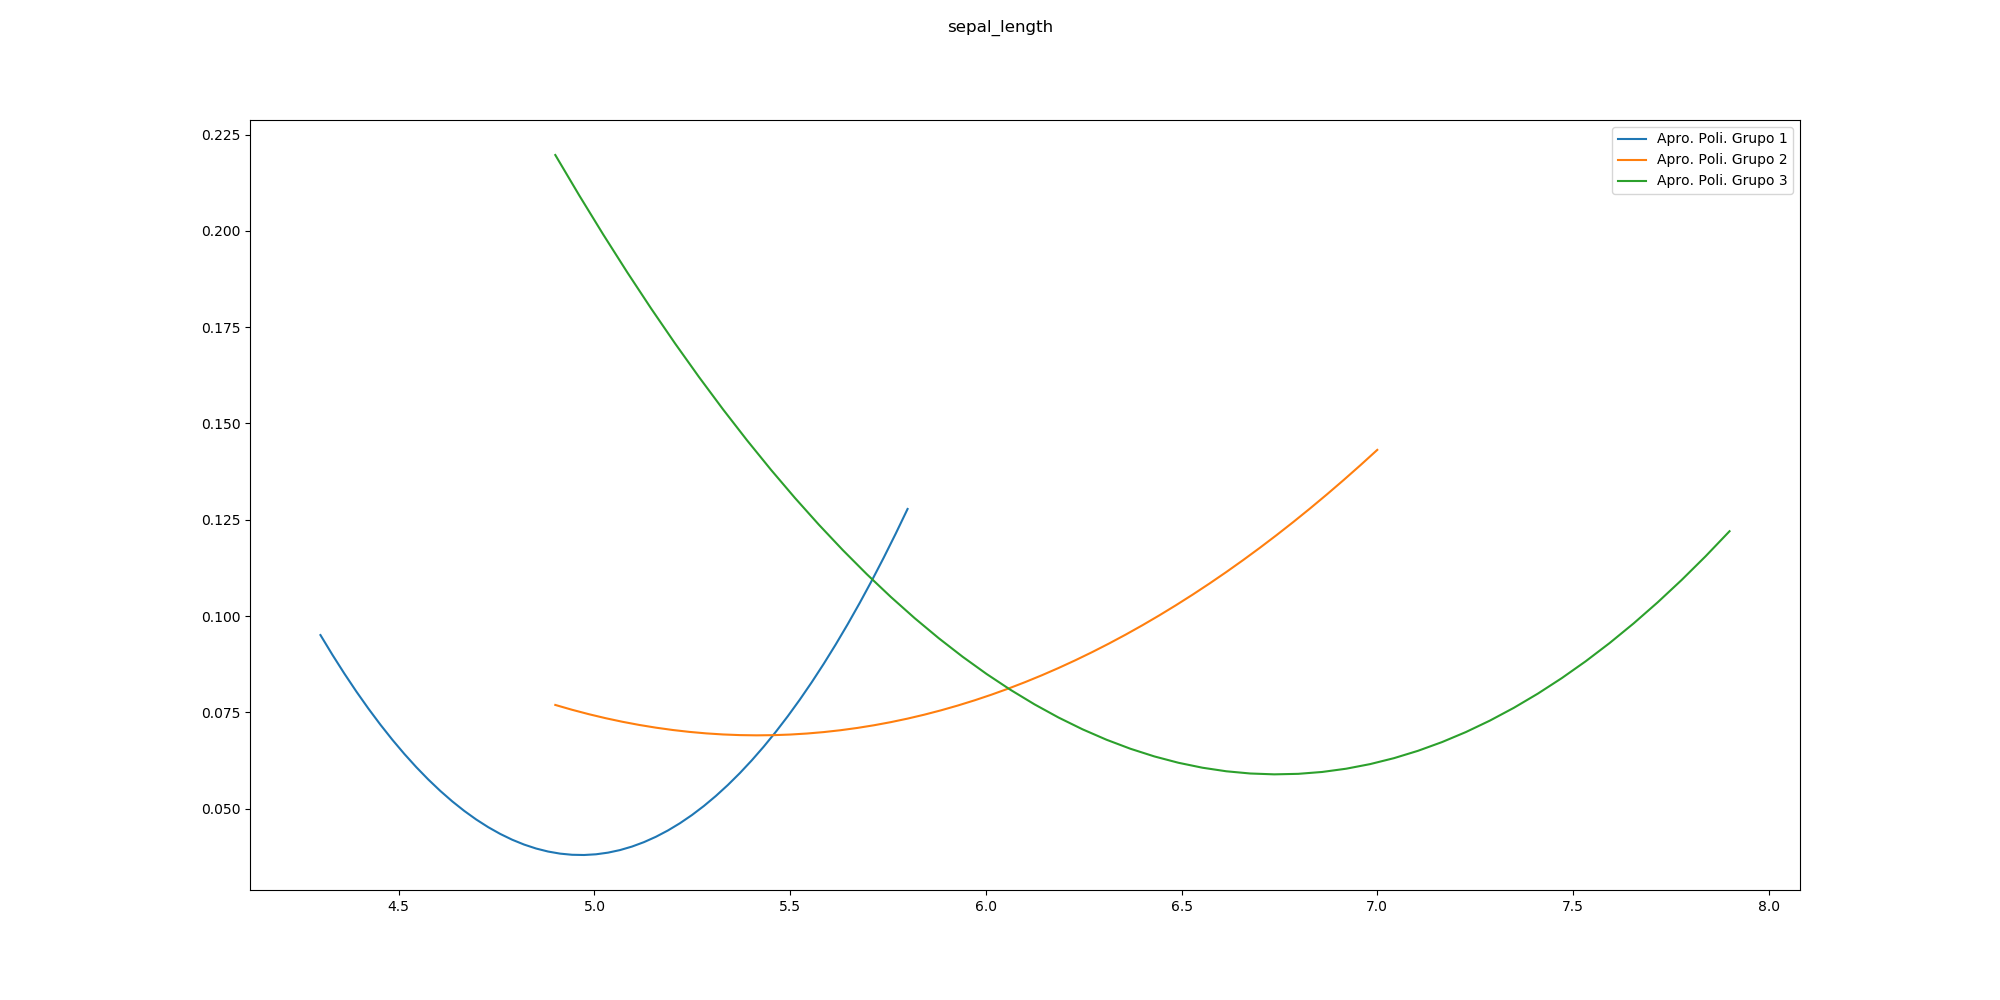 sepal_length
Apro. Poli. Grupo 1
Apro. Poli. Grupo 2
Apro. Poli. Grupo 3
0.225
0.200
0.175
0.150
0.125
0.100
0.075
0.050
4.5 5.0 5.5 6.0 6.5 7.0 7.5 8.0